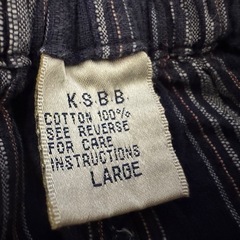 K.S.B.B.
COTTON 100%
SEE REVERSE
FOR CARE
INSTRUCTIONS
LARGE